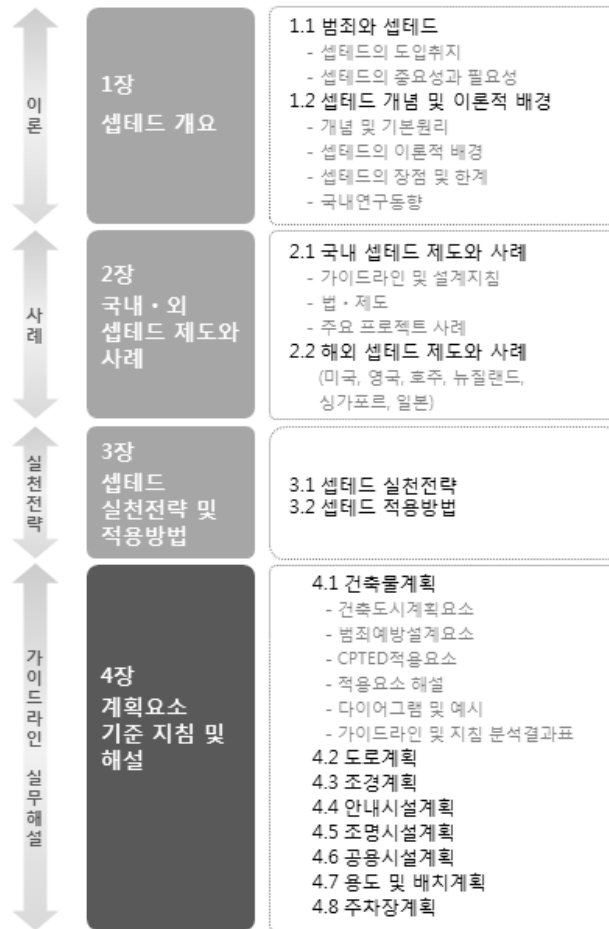 이론
1장
셉테드 개요
1.1 범죄와 셉테드
- 셉테드의 도입취지
- 셉테드의 중요성과 필요성
1.2 셉테드 개념 및 이론적 배경
- 개념 및 기본원리
- 셉테드의 이론적 배경
- 셉테드의 장점 및 한계
- 국내연구동향
사례
2장
국내・외
셉테드 제도와
사례
2.1 국내 셉테드 제도와 사례
- 가이드라인 및 설계지침
- 법・제도
- 주요 프로젝트 사례
2.2 해외 셉테드 제도와 사례
(미국, 영국, 호주, 뉴질랜드,
싱가포르, 일본)
실천전략
3장
셉테드
실천전략 및
적용방법
3.1 셉테드 실천전략
3.2 셉테드 적용방법
가이드라인 실무해설
4장
계획요소
기준 지침 및
해설
4.1 건축물계획
- 건축도시계획요소
- 범죄예방설계요소
- CPTED적용요소
- 적용요소 해설
- 다이어그램 및 예시
- 가이드라인 및 지침 분석결과표
4.2 도로계획
4.3 조경계획
4.4 안내시설계획
4.5 조명시설계획
4.6 공용시설계획
4.7 용도 및 배치계획
4.8 주차장계획